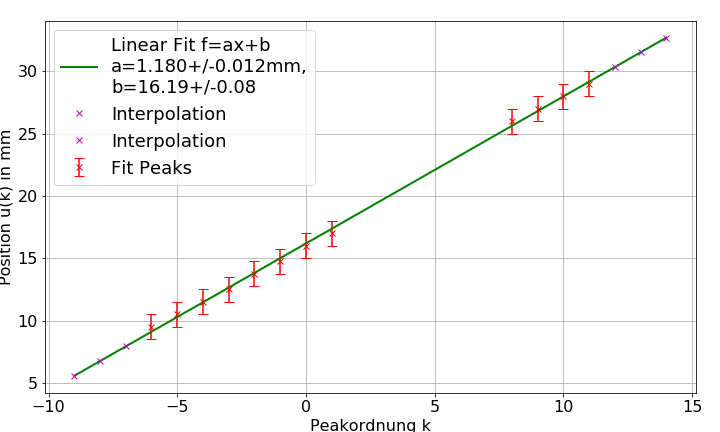 Linear Fit f=ax+b
a=1.180+/-0.012mm,
b=16.19+/-0.08
Interpolation
Interpolation
Fit Peaks
Position u(k) in mm
30
25
20
15
10
5
−10 −5 0 5 10 15
Peakordnung k